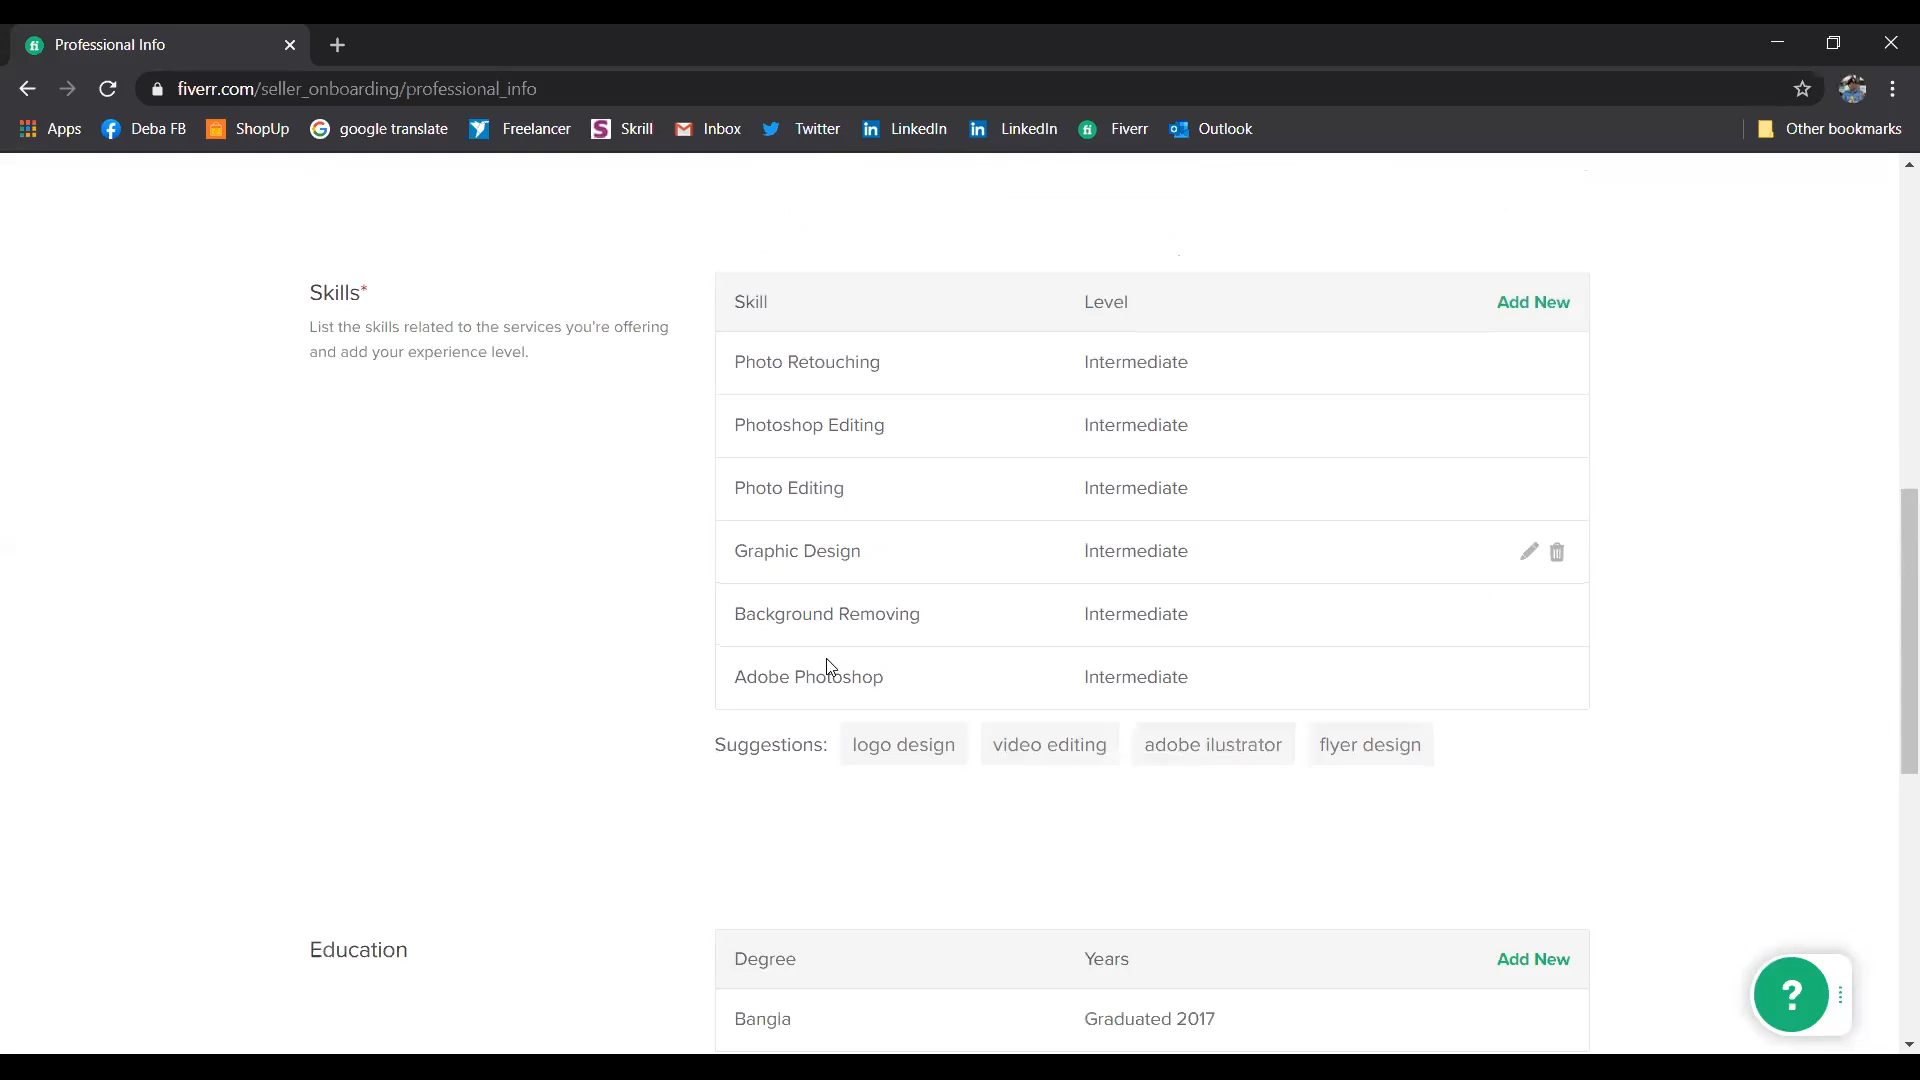 Professional Info
fiverr.com/seller_onboarding/professional_info
Apps Deba FB ShopUp google translate Freelancer Skrill Inbox Twitter LinkedIn LinkedIn Fiverr Outlook Other bookmarks
Skills*
List the skills related to the services you're offering
and add your experience level.
Skill Level Add New
Photo Retouching Intermediate
Photoshop Editing Intermediate
Photo Editing Intermediate
Graphic Design Intermediate
Background Removing Intermediate
Adobe Photoshop Intermediate
Suggestions: logo design video editing adobe ilustrator flyer design
Education
Degree Years Add New
Bangla Graduated 2017
?